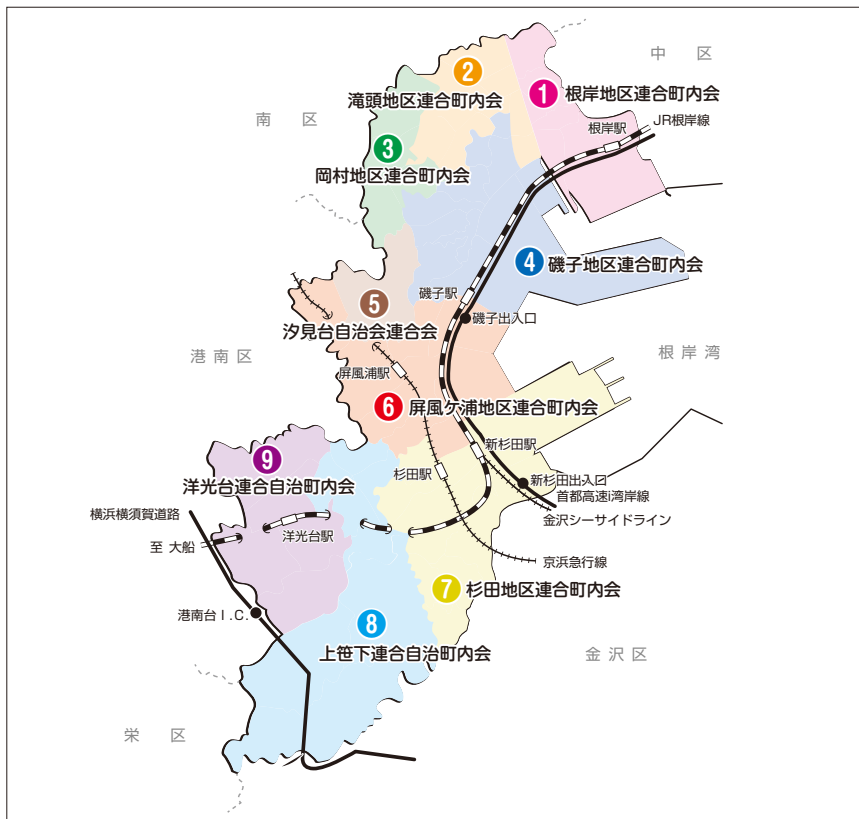 中 区
2
滝頭地区連合町内会
1
根岸地区連合町内会
南 区
根岸駅
JR根岸線
3
岡村地区連合町内会
4
磯子地区連合町内会
磯子駅
5
汐見台自治会連合会
磯子出入口
港南区
根岸湾
屏風浦駅
6
屏風ケ浦地区連合町内会
新杉田駅
9
洋光台連合自治町内会
杉田駅
新杉田出入口
首都高速湾岸線
横浜横須賀道路
金沢シーサイドライン
洋光台駅
至 大船
京浜急行線
7
杉田地区連合町内会
港南台 I . C .
8
上笹下連合自治町内会
金沢区
栄 区